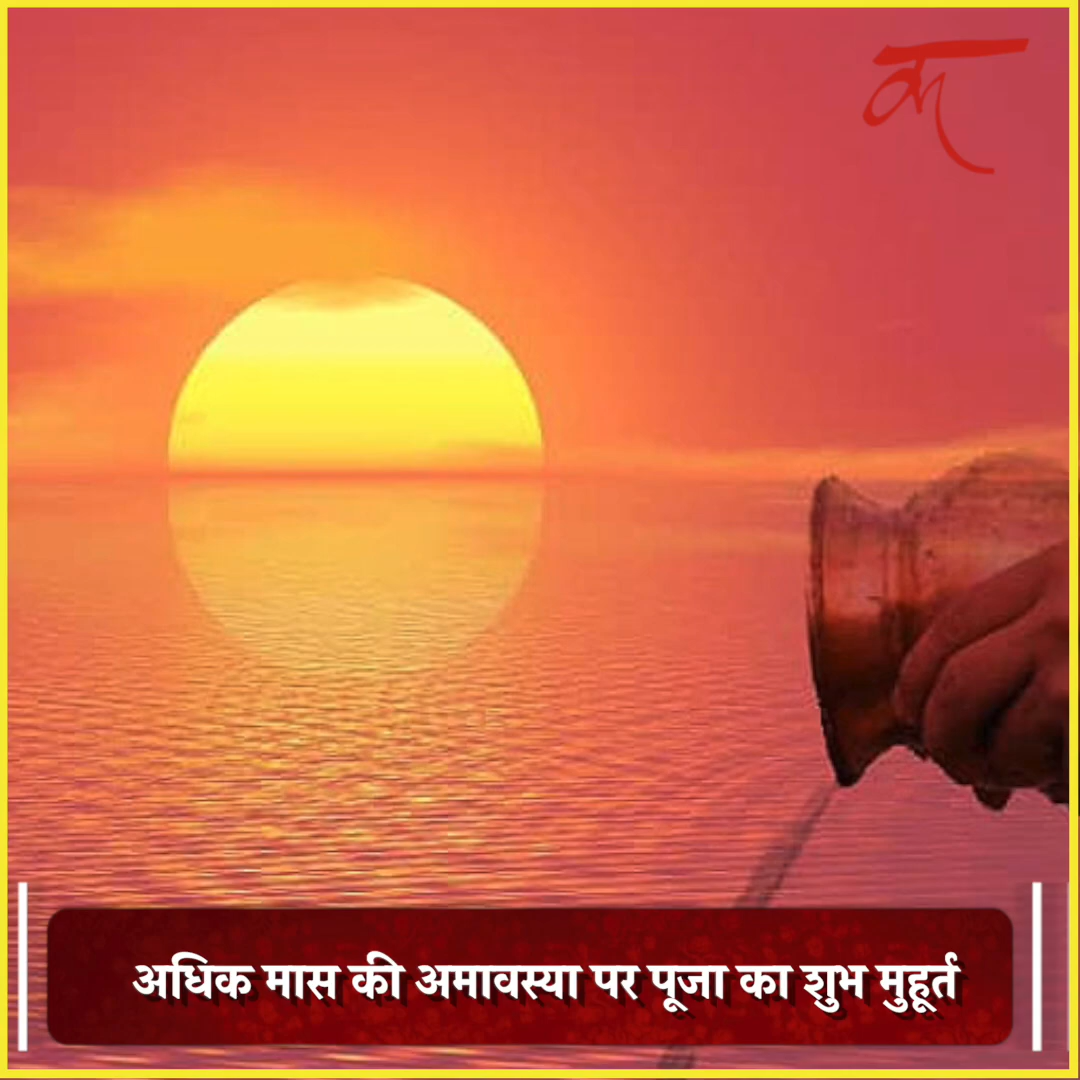 क
अधिक मास की अमावस्या पर पूजा का शुभ मुहूर्त